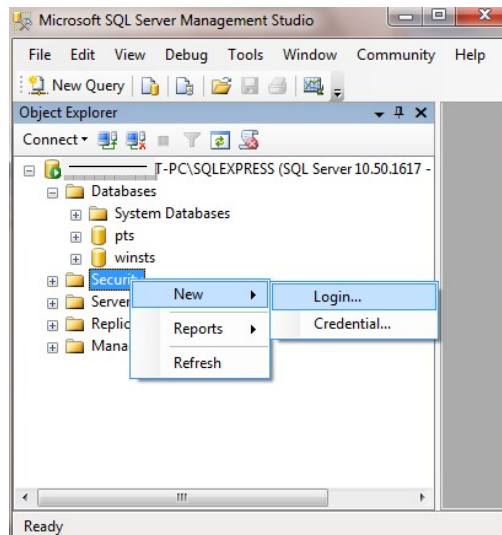 Microsoft SQL Server Management Studio
File Edit View Debug Tools Window Community Help
New Query
Object Explorer
Connect
T-PC\SQLEXPRESS (SQL Server 10.50.1617 -
Databases
System Databases
pts
winsts
Security
New
Login...
Server
Credential...
Replic
Reports
Mana
Refresh
Ready